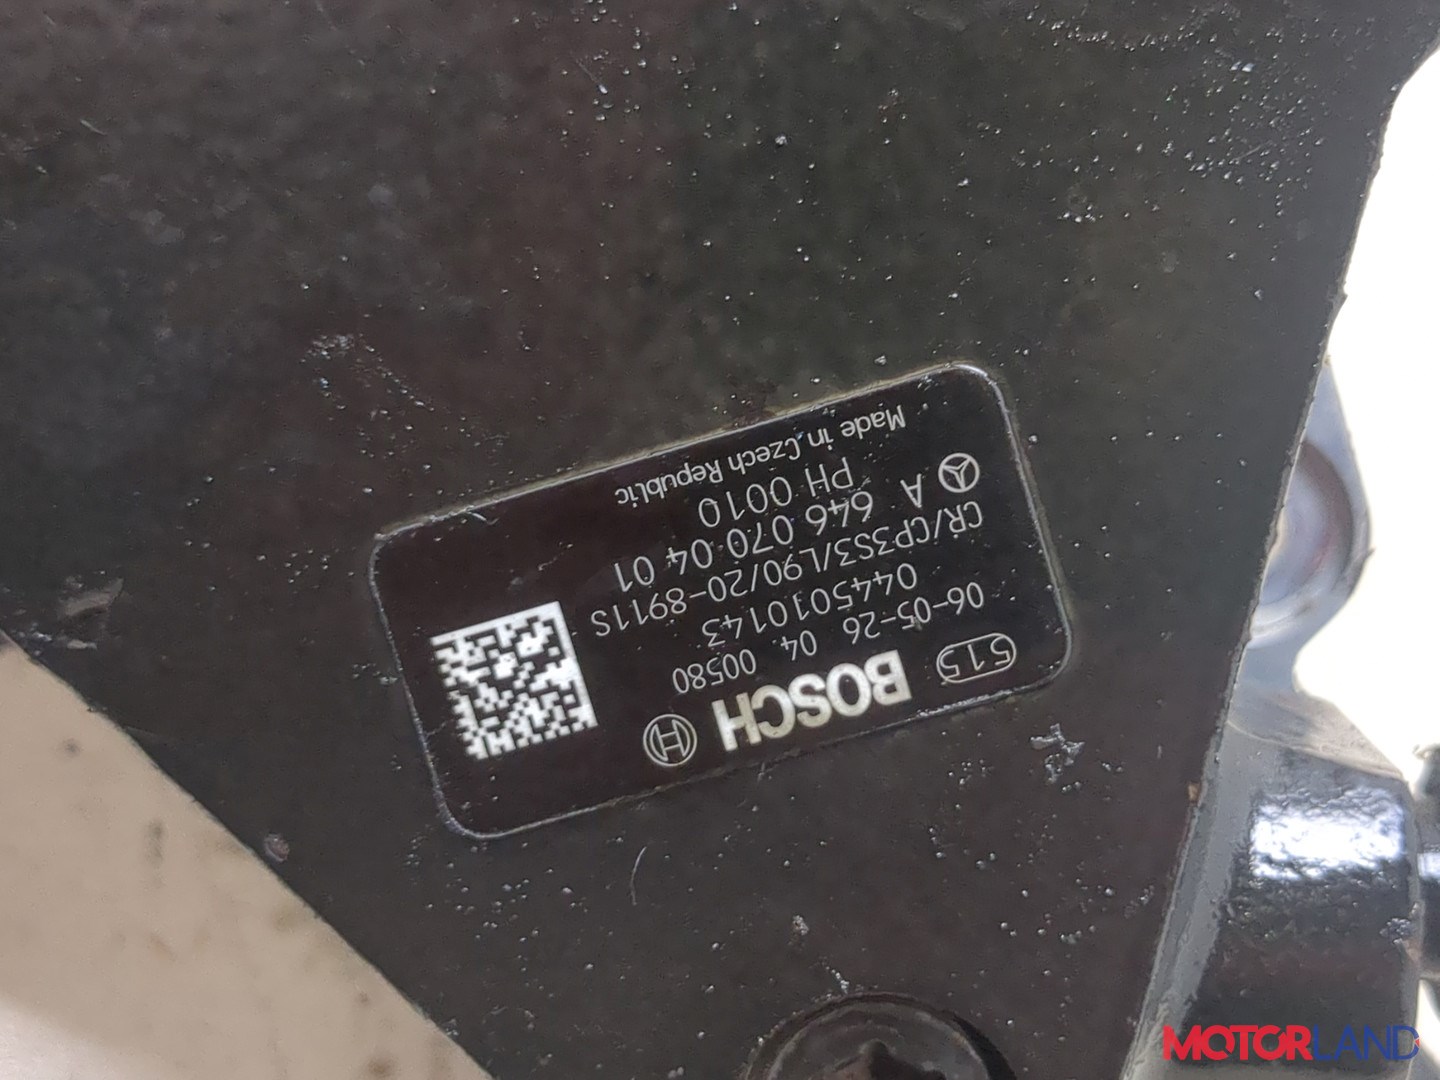 515 BOSCH
06-05-26 04 00580
0445010143
CR/CP3S3/L90/20-8911S
A 646 070 04 01
PH 0010
Made in Czech Republic
MOTORLAND